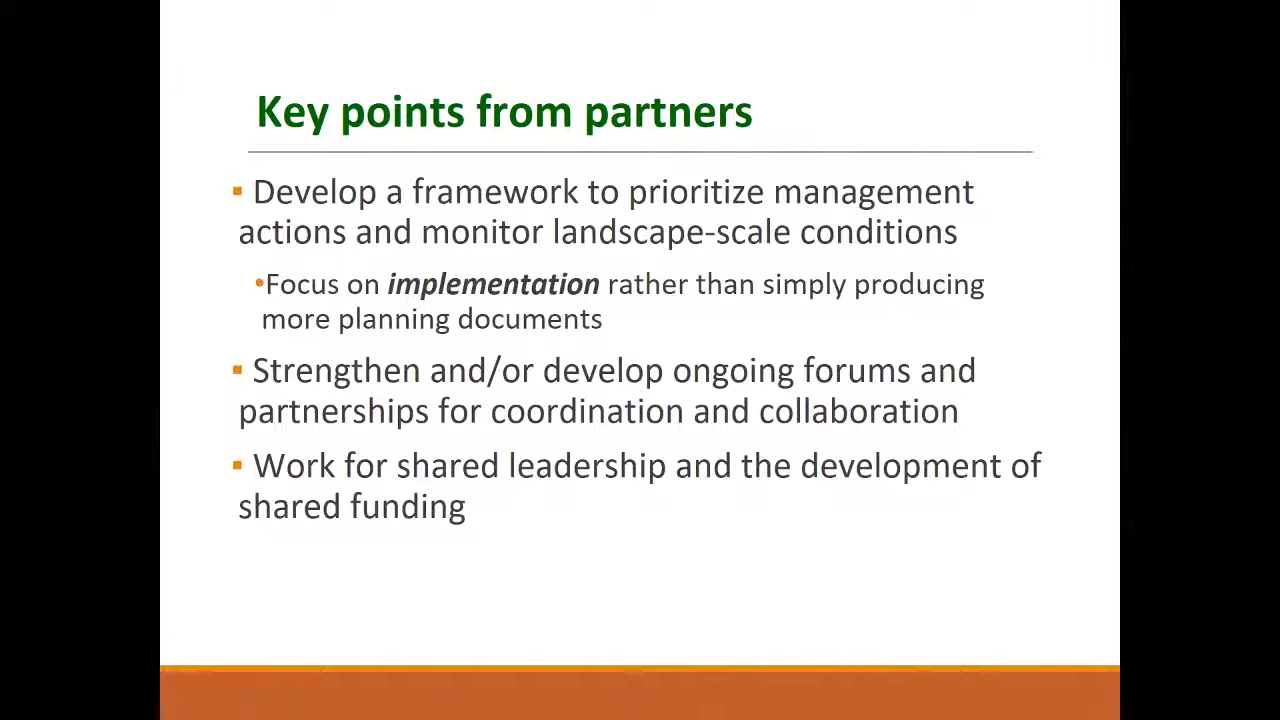 Key points from partners
▪ Develop a framework to prioritize management
actions and monitor landscape-scale conditions
•Focus on implementation rather than simply producing
more planning documents
▪ Strengthen and/or develop ongoing forums and
partnerships for coordination and collaboration
▪ Work for shared leadership and the development of
shared funding